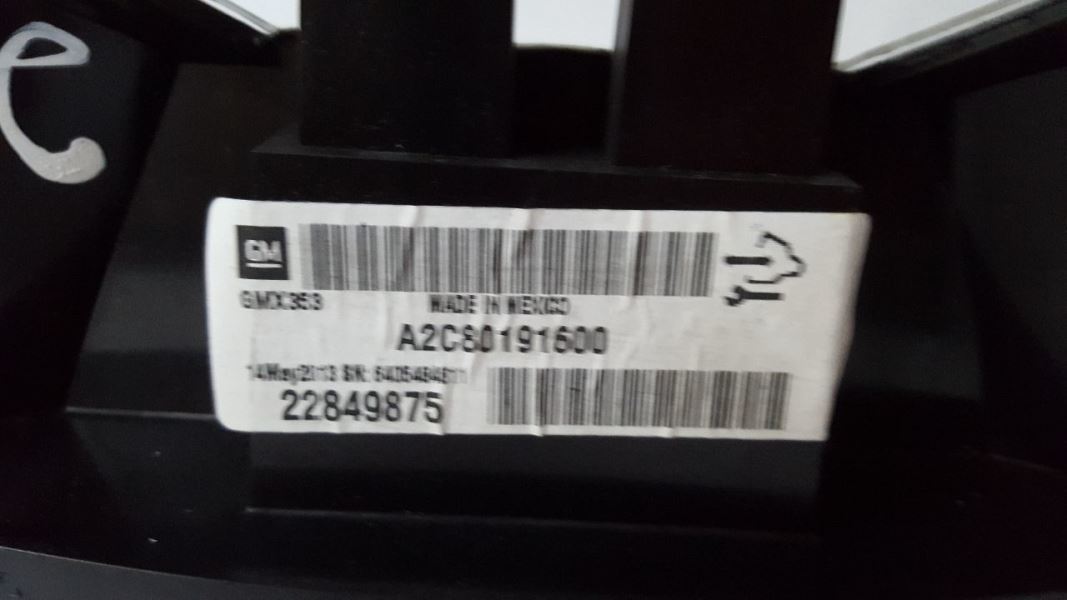 GM
GMX353
MADE IN MEXICO
A2C80191600
14May2013 SN:
22849875